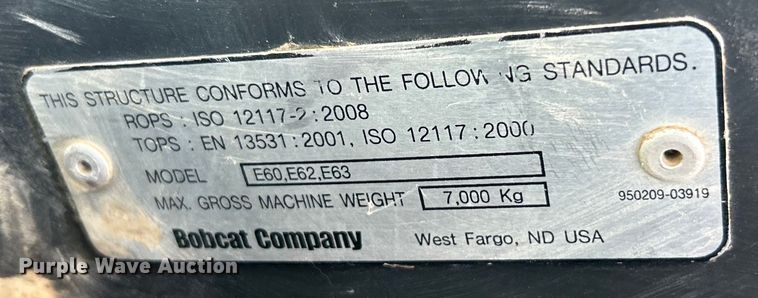 THIS STRUCTURE CONFORMS TO THE FOLLOWING STANDARDS.
ROPS : ISO 12117-2:2008
TOPS : EN 13531:2001, ISO 12117:2000
MODEL E60,E62,E63
MAX. GROSS MACHINE WEIGHT 7,000 Kg
950209-03919
Bobcat Company West Fargo, ND USA
Purple Wave Auction